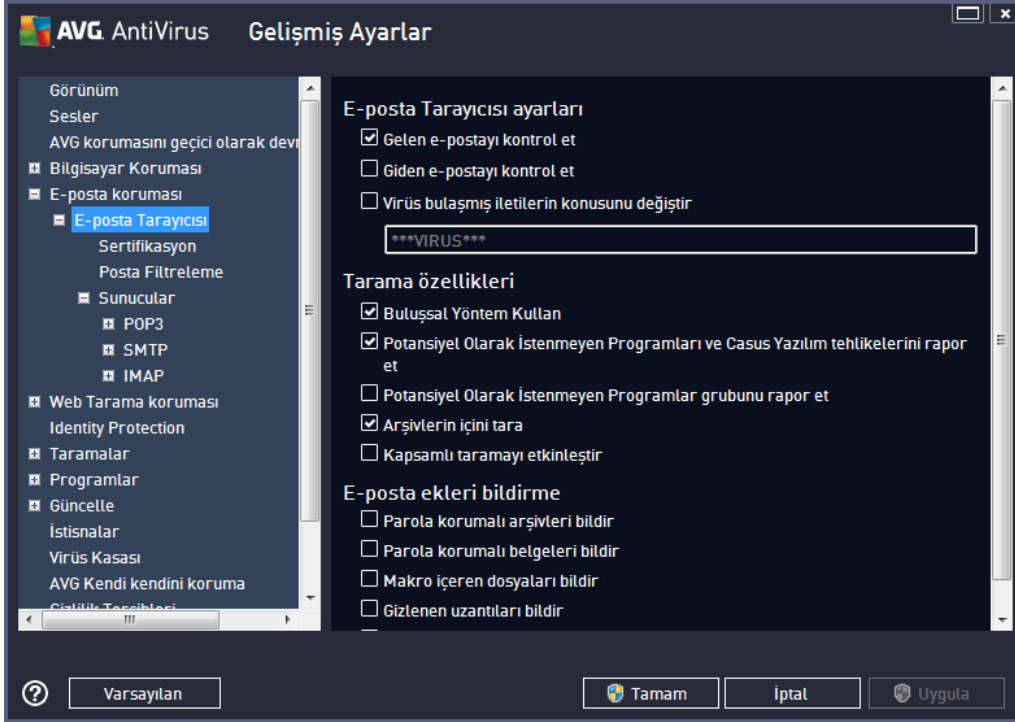 AVG. AntiVirus Gelişmiş Ayarlar
Görünüm
Sesler
AVG korumasını geçici olarak devr
Bilgisayar Koruması
E-posta koruması
E-posta Tarayıcısı
Sertifikasyon
Posta Filtreleme
Sunucular
POP3
SMTP
IMAP
Web Tarama koruması
Identity Protection
Taramalar
Programlar
Güncelle
İstisnalar
Virüs Kasası
AVG Kendi kendini koruma
Gizlilik Tercihleri
E-posta Tarayıcısı ayarları
Gelen e-postayı kontrol et
Giden e-postayı kontrol et
Virüs bulaşmış iletilerin konusunu değiştir
***VIRUS***
Tarama özellikleri
Buluşsal Yöntem Kullan
Potansiyel Olarak İstenmeyen Programları ve Casus Yazılım tehlikelerini rapor
et
Potansiyel Olarak İstenmeyen Programlar grubunu rapor et
Arşivlerin içini tara
Kapsamlı taramayı etkinleştir
E-posta ekleri bildirme
Parola korumalı arşivleri bildir
Parola korumalı belgeleri bildir
Makro içeren dosyaları bildir
Gizlenen uzantıları bildir
Varsayılan
Tamam
İptal
Uygula